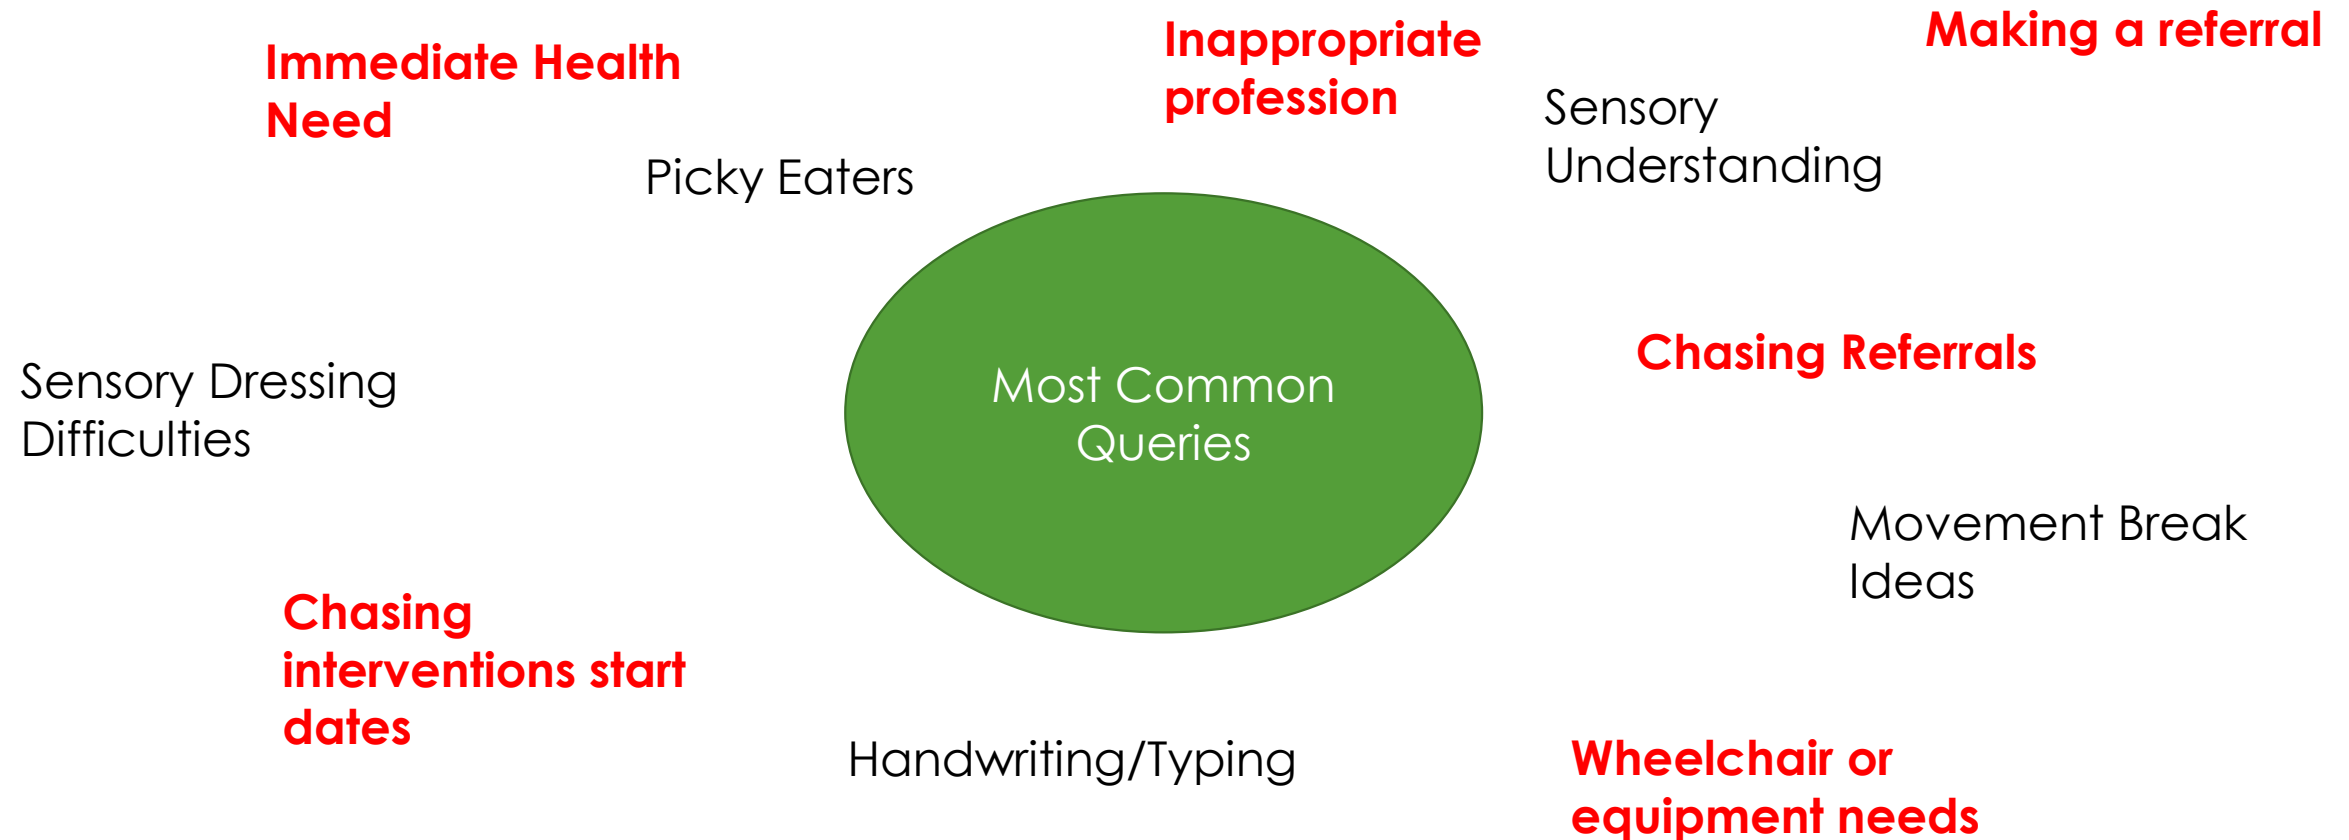 Making a referral
Inappropriate
profession
Immediate Health
Need
Sensory
Understanding
Picky Eaters
Chasing Referrals
Sensory Dressing
Difficulties
Most Common
Queries
Movement Break
Ideas
Chasing
interventions start
dates
Handwriting/Typing
Wheelchair or
equipment needs